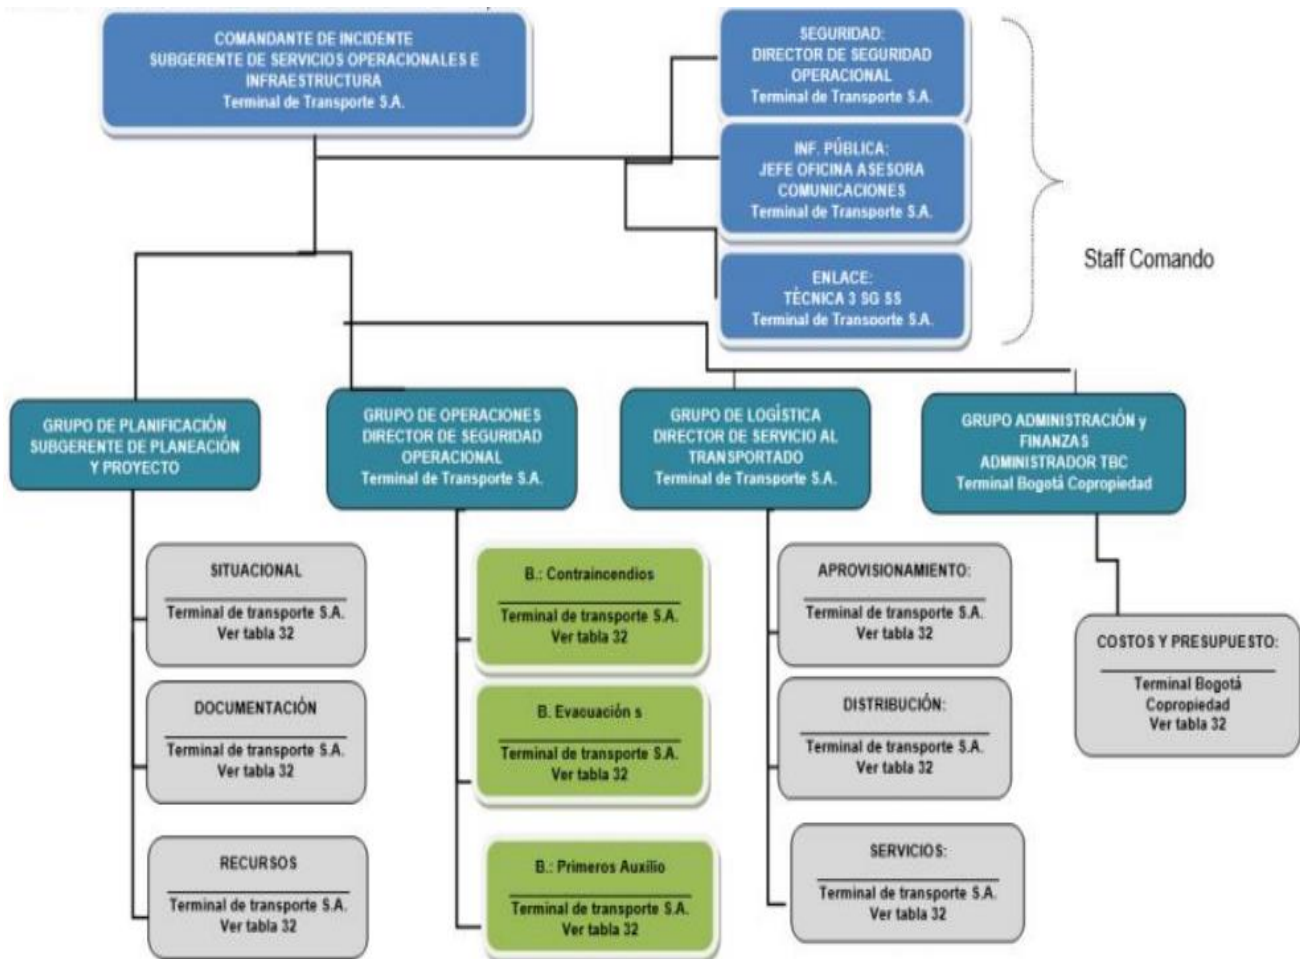 COMANDANTE DE INCIDENTE
SUBGERENTE DE SERVICIOS OPERACIONALES E
INFRAESTRUCTURA
Terminal de Transporte S.A.
SEGURIDAD:
DIRECTOR DE SEGURIDAD
OPERACIONAL
Terminal de Transporte S.A.
INF. PÚBLICA:
JEFE OFICINA ASESORA
COMUNICACIONES
Terminal de Transporte S.A.
ENLACE:
TÉCNICA 3 SG SS
Terminal de Transporte S.A.
Staff Comando
GRUPO DE PLANIFICACIÓN
SUBGERENTE DE PLANEACIÓN
Y PROYECTO
GRUPO DE OPERACIONES
DIRECTOR DE SEGURIDAD
OPERACIONAL
Terminal de Transporte S.A.
GRUPO DE LOGÍSTICA
DIRECTOR DE SERVICIO AL
TRANSPORTADO
Terminal de Transporte S.A.
GRUPO ADMINISTRACIÓN y
FINANZAS
ADMINISTRADOR TBC
Terminal Bogotá Copropiedad
SITUACIONAL
Terminal de transporte S.A.
Ver tabla 32
DOCUMENTACIÓN
Terminal de transporte S.A.
Ver tabla 32
RECURSOS
Terminal de transporte S.A.
Ver tabla 32
B.: Contraincendios
Terminal de transporte S.A.
Ver tabla 32
B. Evacuación s
Terminal de transporte S.A.
Ver tabla 32
B.: Primeros Auxilio
Terminal de transporte S.A.
Ver tabla 32
APROVISIONAMIENTO:
Terminal de transporte S.A.
Ver tabla 32
DISTRIBUCIÓN:
Terminal de transporte S.A.
Ver tabla 32
SERVICIOS:
Terminal de transporte S.A.
Ver tabla 32
COSTOS Y PRESUPUESTO:
Terminal Bogotá
Copropiedad
Ver tabla 32